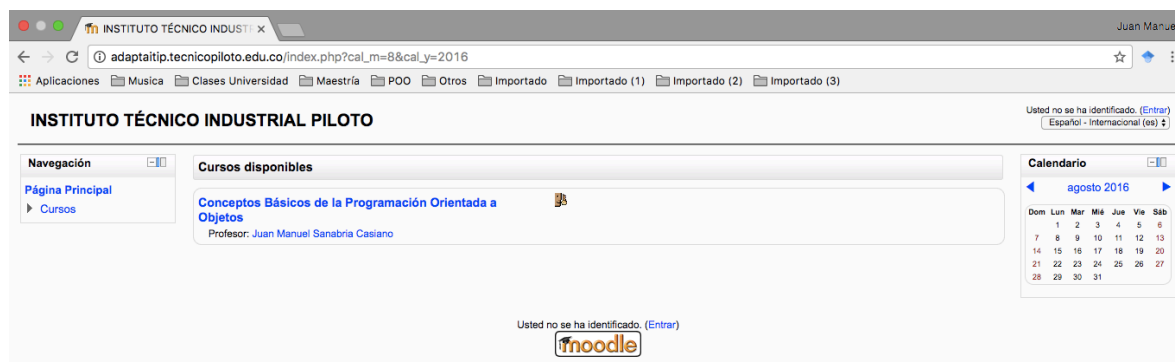 INSTITUTO TÉCNICO INDUST
Juan Manue
adaptaitip.tecnicopiloto.edu.co/index.php?cal_m=8&cal_y=2016
Aplicaciones Musica Clases Universidad Maestría POO Otros Importado Importado (1) Importado (2) Importado (3)
INSTITUTO TÉCNICO INDUSTRIAL PILOTO
Usted no se ha identificado. (Entrar)
Español - Internacional (es)
Navegación
Página Principal
Cursos
Cursos disponibles
Conceptos Básicos de la Programación Orientada a
Objetos
Profesor: Juan Manuel Sanabria Casiano
Calendario
agosto 2016
Dom Lun Mar Mié Jue Vie Sáb
1 2 3 4 5 6
7 8 9 10 11 12 13
14 15 16 17 18 19 20
21 22 23 24 25 26 27
28 29 30 31
Usted no se ha identificado. (Entrar)
moodle